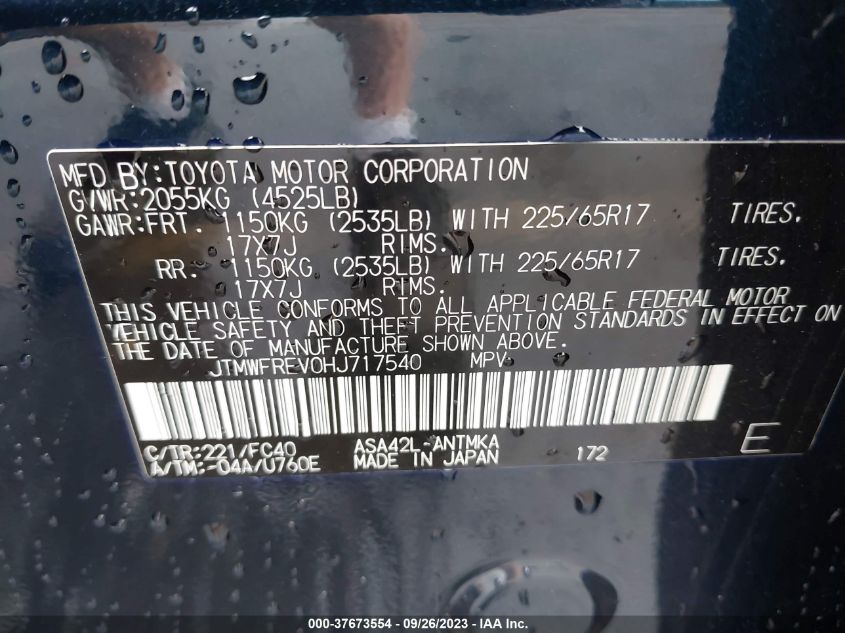 MFD BY:TOYOTA MOTOR CORPORATION
GVWR:2055KG (4525LB)
GAWR:FRT. 1150KG (2535LB) WITH 225/65R17 TIRES.
17X7J RIMS.
RR. 1150KG (2535LB) WITH 225/65R17 TIRES.
17X7J RIMS.
THIS VEHICLE CONFORMS TO ALL APPLICABLE FEDERAL MOTOR
VEHICLE SAFETY AND THEFT PREVENTION STANDARDS IN EFFECT ON
THE DATE OF MANUFACTURE SHOWN ABOVE.
JTMWFREV0HJ717540 MPV
C/TR:221/FC40 ASA42L-ANTMKA
A/TM:-04A/U760E MADE IN JAPAN 172 E
000-37673554 / 09/26/2023 / Copyright IAA, Inc.